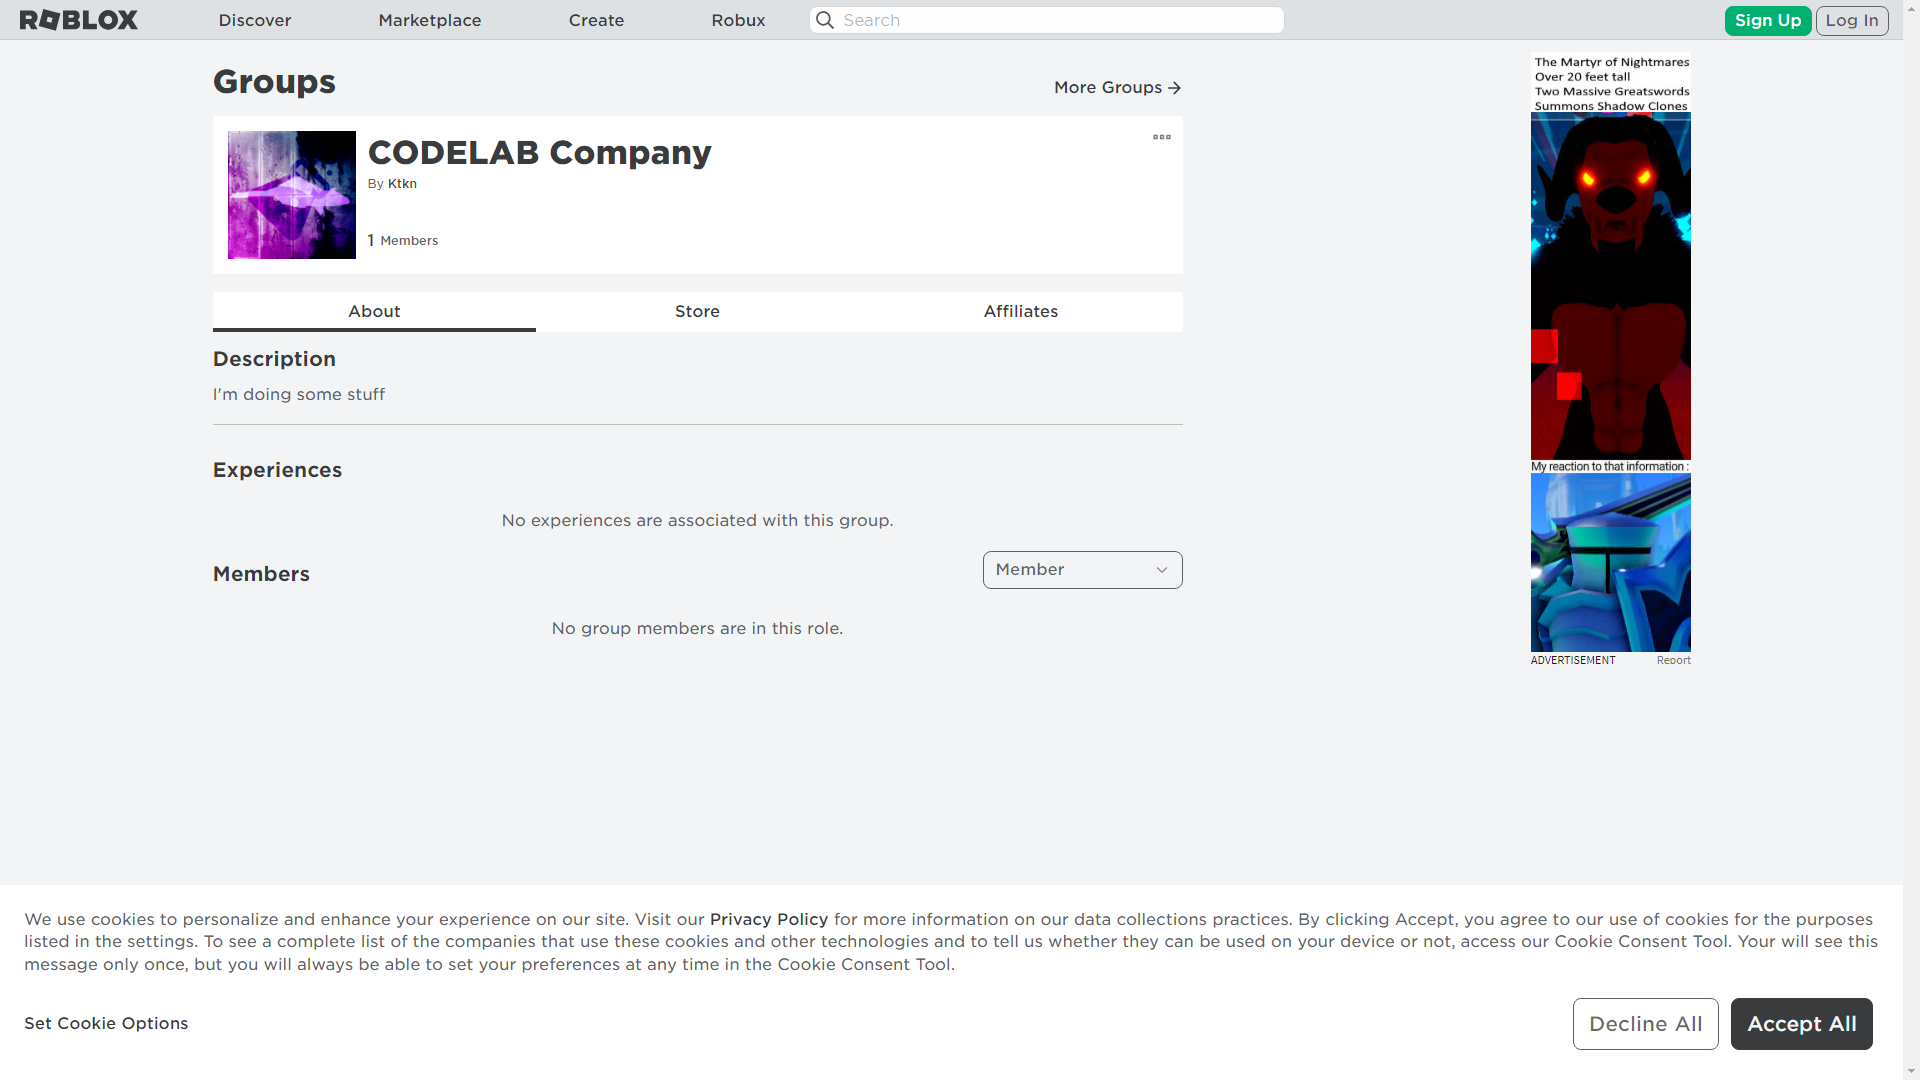 ROBLOX
Discover
Marketplace
Create
Robux
Search
Sign Up
Log In
Groups
More Groups
CODELAB Company
By Ktkn
1 Members
About
Store
Affiliates
Description
I'm doing some stuff
Experiences
No experiences are associated with this group.
Members
Member
No group members are in this role.
The Martyr of Nightmares
Over 20 feet tall
Two Massive Greatswords
Summons Shadow Clones
My reaction to that information :
ADVERTISEMENT
Report
We use cookies to personalize and enhance your experience on our site. Visit our Privacy Policy for more information on our data collections practices. By clicking Accept, you agree to our use of cookies for the purposes
listed in the settings. To see a complete list of the companies that use these cookies and other technologies and to tell us whether they can be used on your device or not, access our Cookie Consent Tool. Your will see this
message only once, but you will always be able to set your preferences at any time in the Cookie Consent Tool.
Set Cookie Options
Decline All
Accept All